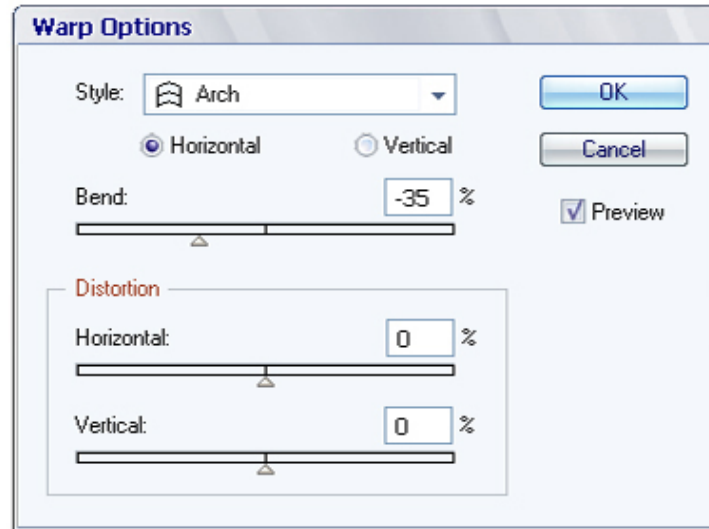 Warp Options
Style: Arch
OK
Horizontal Vertical
Cancel
Bend: -35 %
Preview
Distortion
Horizontal: 0 %
Vertical: 0 %